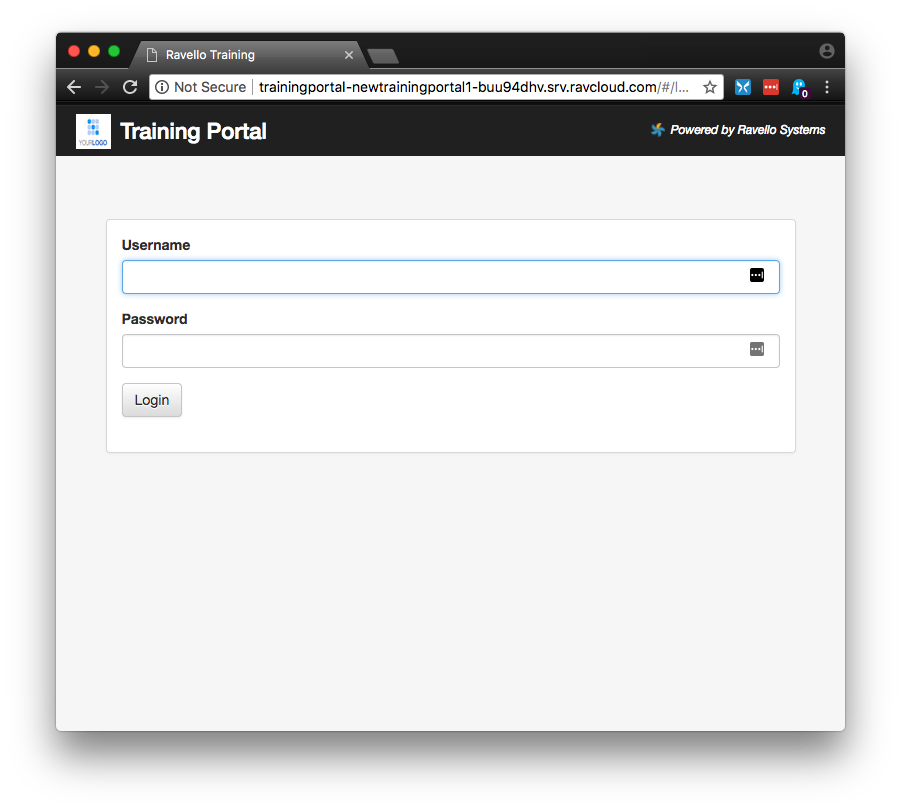 Ravello Training
Not Secure trainingportal-newtrainingportal1-buu94dhv.srv.ravcloud.com/#/l...
0
YOURLOGO
Training Portal
Powered by Ravello Systems
Username
Password
Login